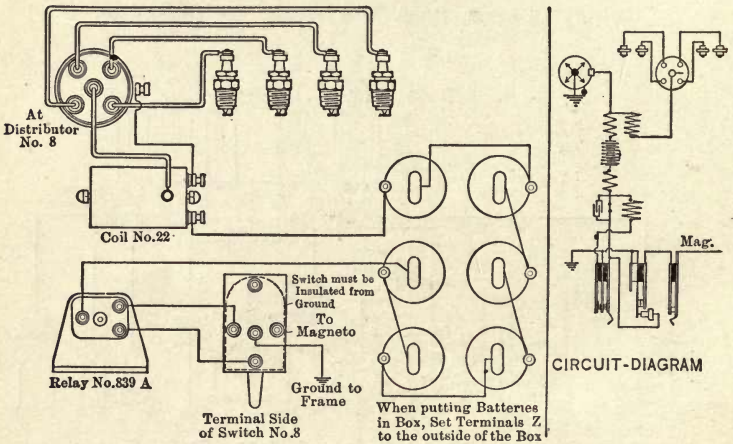 At
Distributor
No. 8
Coil No.22
Switch must be
Insulated from
Ground
To
Magneto
Mag.
Relay No.839 A
Ground to
Frame
Terminal Side
of Switch No.8
When putting Batteries
in Box, Set Terminals Z
to the outside of the Box
CIRCUIT-DIAGRAM